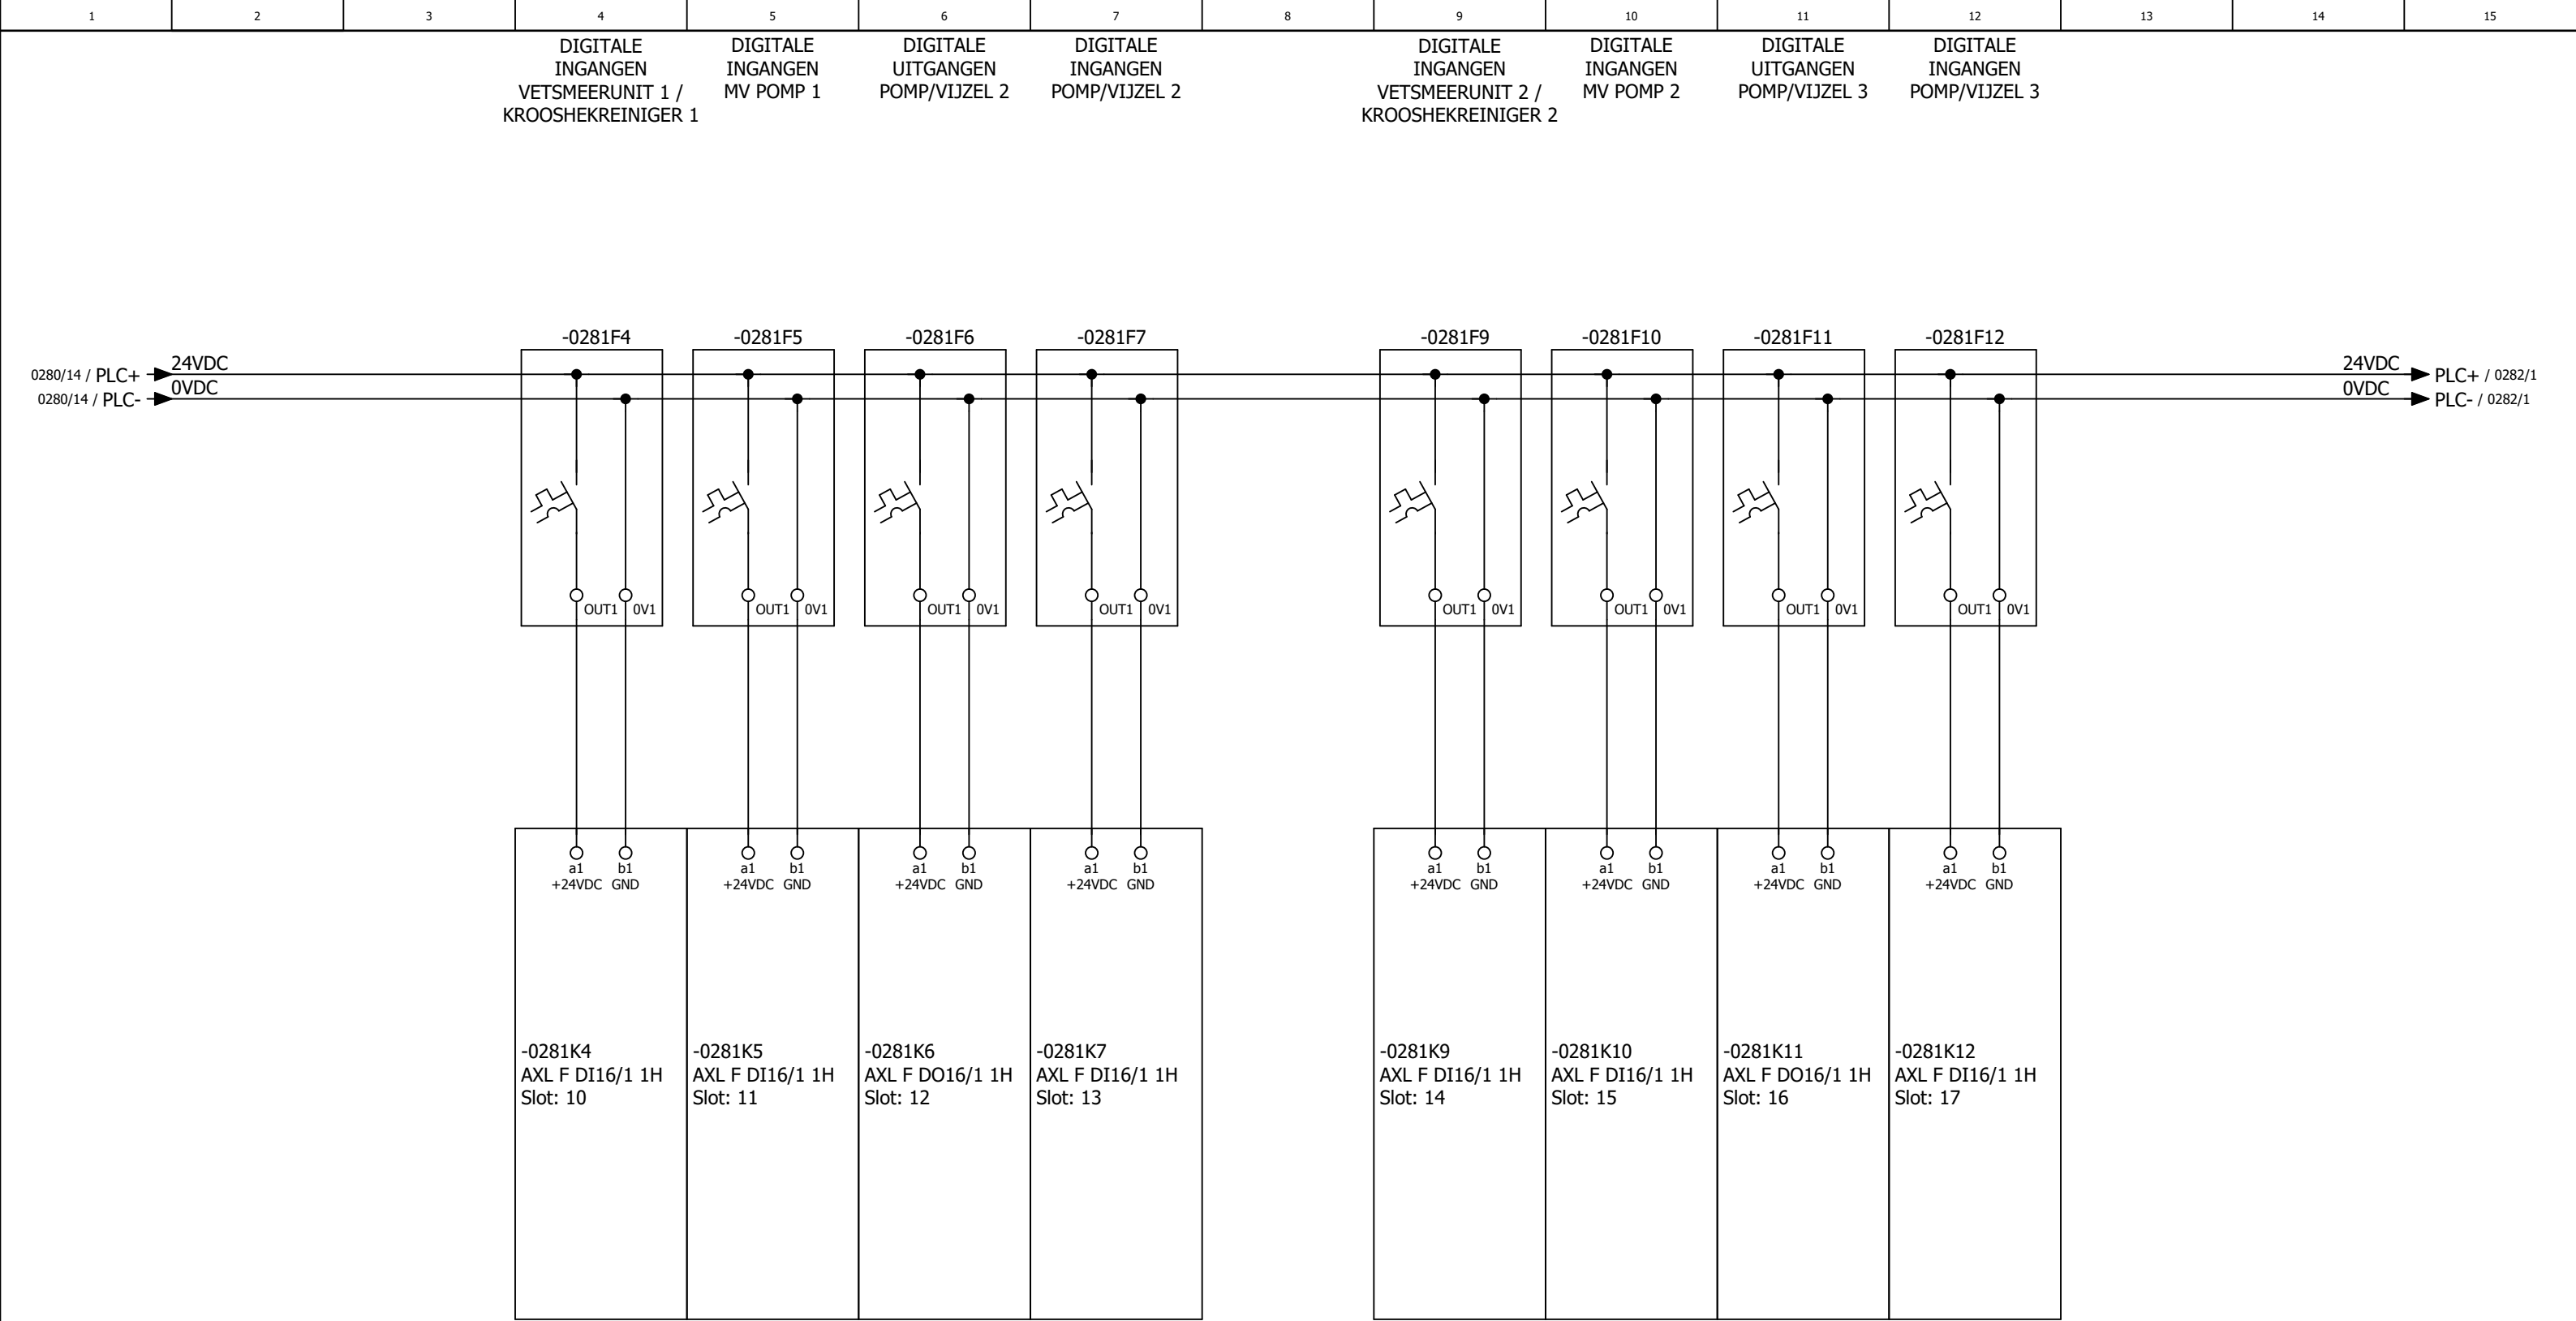 1 2 3 4 5 6 7 8 9 10 11 12 13 14 15
DIGITALE
INGANGEN
VETSMEERUNIT 1 /
KROOSHEKREINIGER 1
DIGITALE
INGANGEN
MV POMP 1
DIGITALE
UITGANGEN
POMP/VIJZEL 2
DIGITALE
INGANGEN
POMP/VIJZEL 2
DIGITALE
INGANGEN
VETSMEERUNIT 2 /
KROOSHEKREINIGER 2
DIGITALE
INGANGEN
MV POMP 2
DIGITALE
UITGANGEN
POMP/VIJZEL 3
DIGITALE
INGANGEN
POMP/VIJZEL 3
-0281F4 -0281F5 -0281F6 -0281F7 -0281F9 -0281F10 -0281F11 -0281F12
24VDC 24VDC
0280/14 / PLC+ PLC+ / 0282/1
0VDC 0VDC
0280/14 / PLC- PLC- / 0282/1
OUT1 0V1 OUT1 0V1 OUT1 0V1 OUT1 0V1 OUT1 0V1 OUT1 0V1 OUT1 0V1 OUT1 0V1
a1 b1 a1 b1 a1 b1 a1 b1 a1 b1 a1 b1 a1 b1 a1 b1
+24VDC GND +24VDC GND +24VDC GND +24VDC GND +24VDC GND +24VDC GND +24VDC GND +24VDC GND
-0281K4
AXL F DI16/1 1H
Slot: 10
-0281K5
AXL F DI16/1 1H
Slot: 11
-0281K6
AXL F DO16/1 1H
Slot: 12
-0281K7
AXL F DI16/1 1H
Slot: 13
-0281K9
AXL F DI16/1 1H
Slot: 14
-0281K10
AXL F DI16/1 1H
Slot: 15
-0281K11
AXL F DO16/1 1H
Slot: 16
-0281K12
AXL F DI16/1 1H
Slot: 17